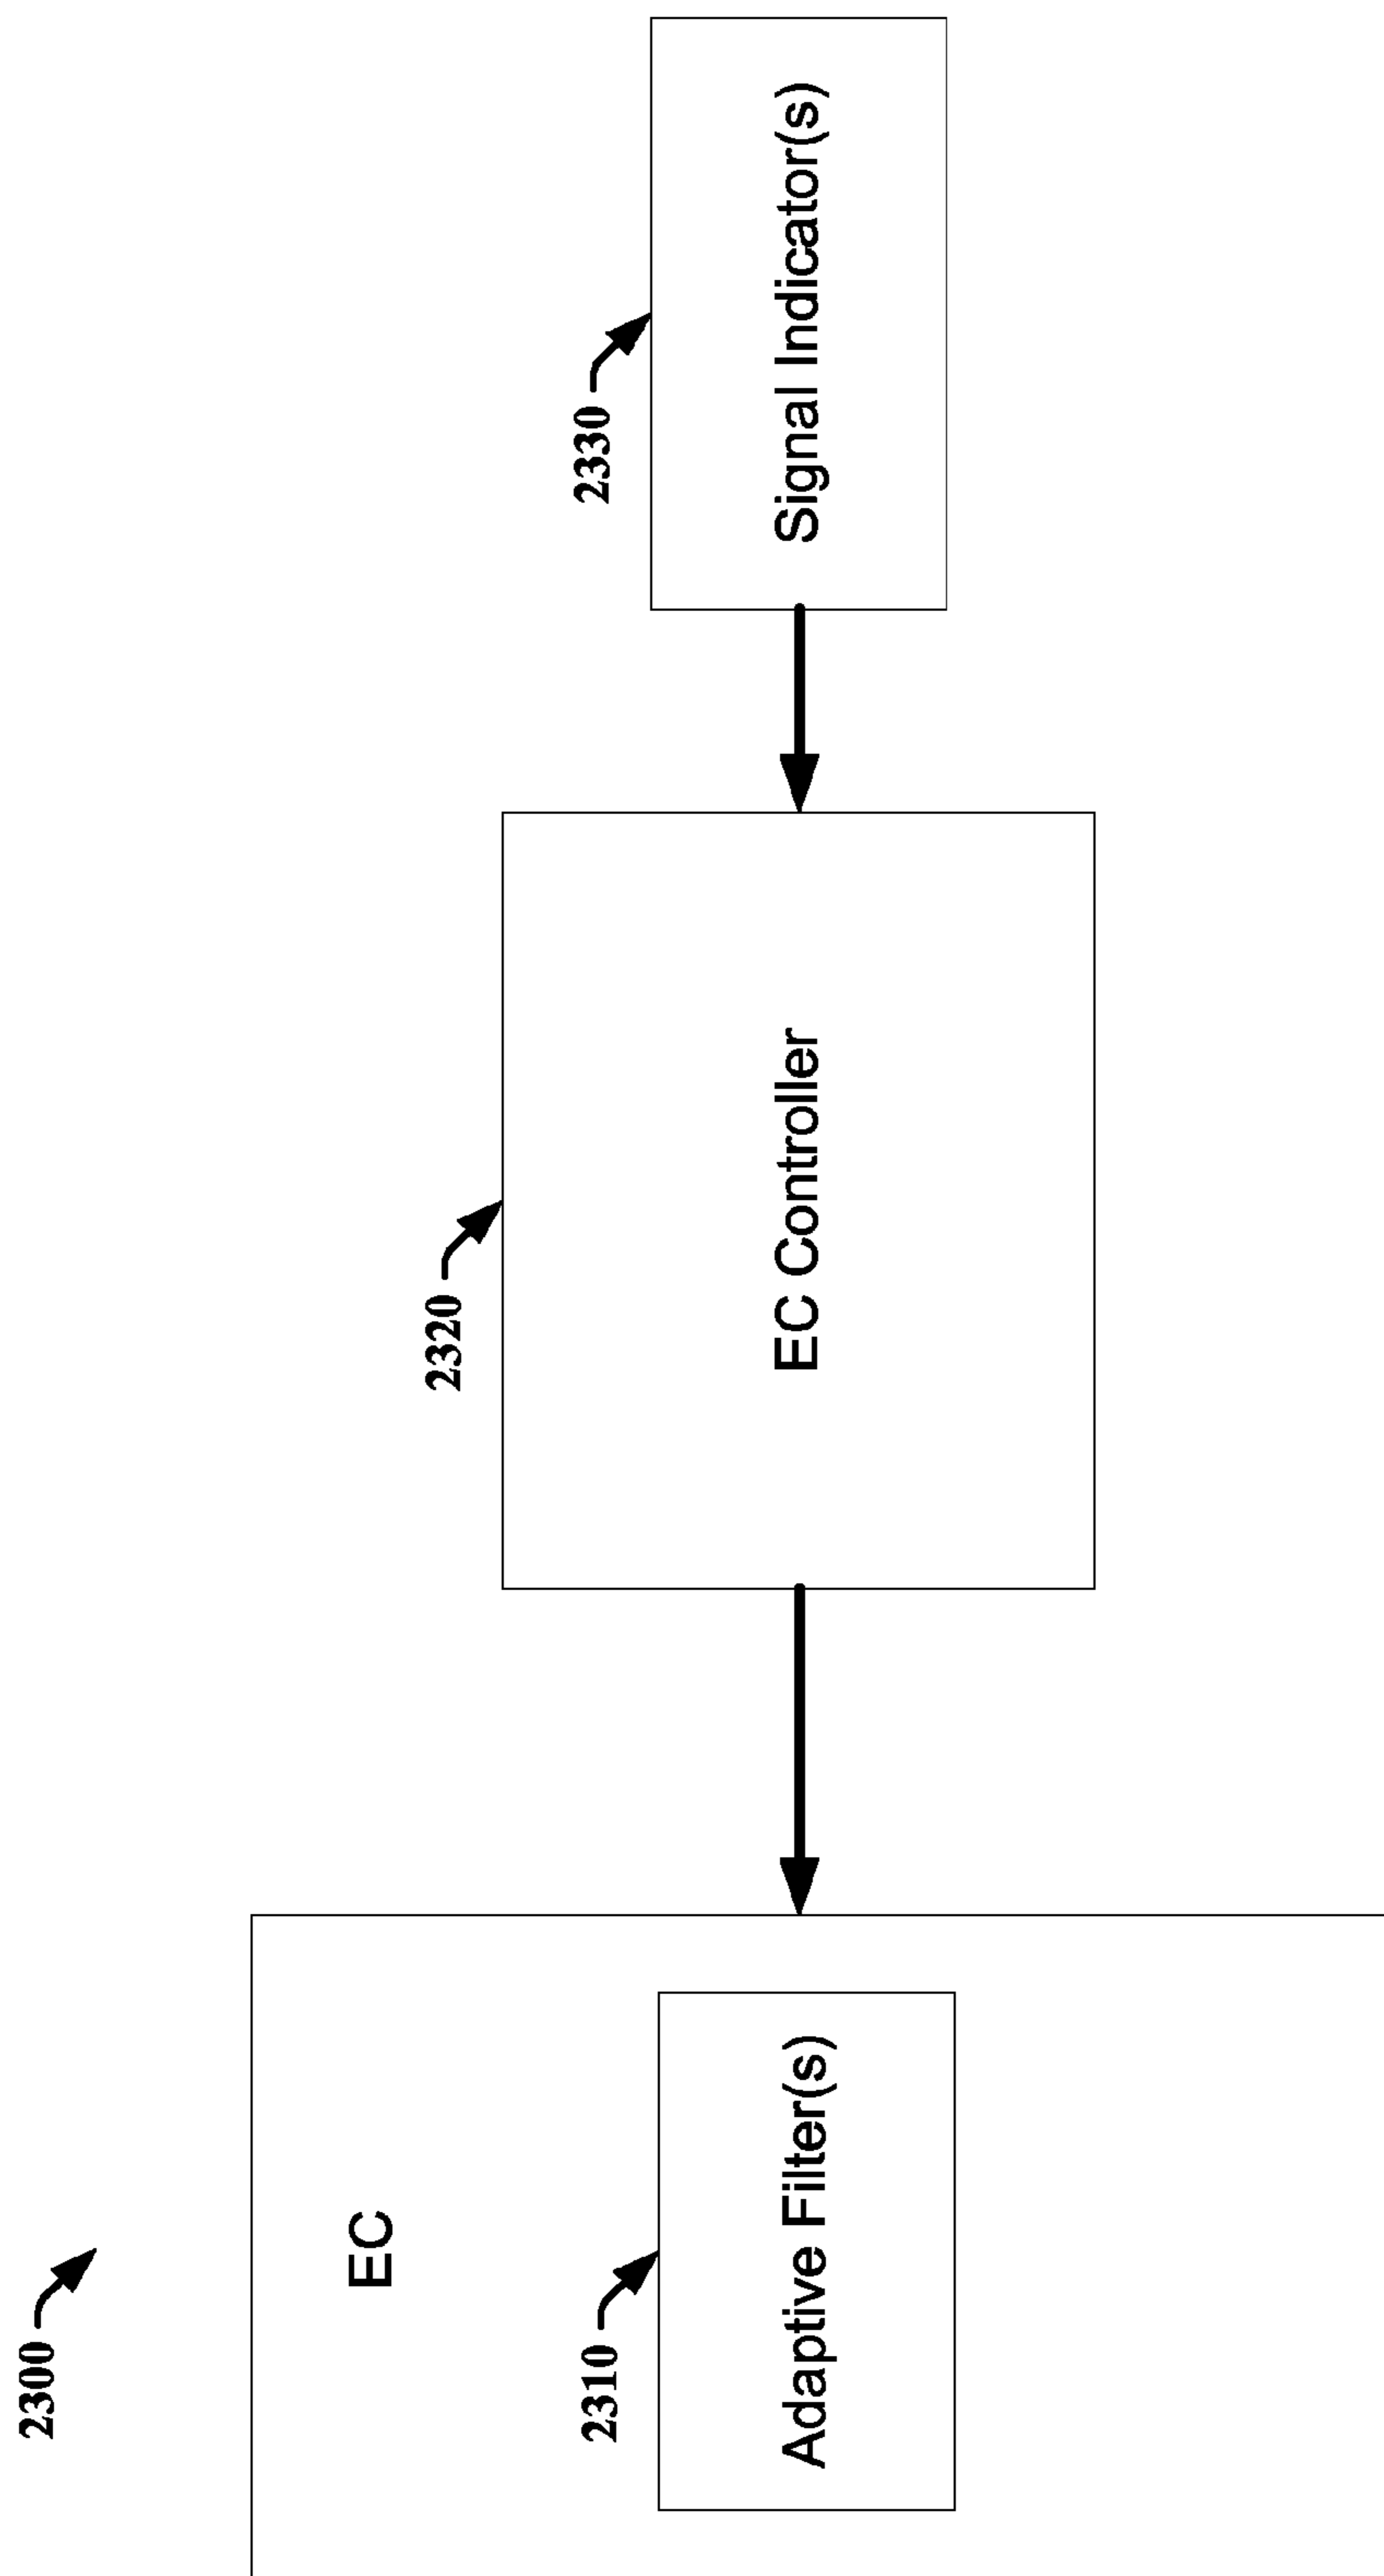 2300
EC
2310
Adaptive Filter(s)
2320
EC Controller
2330
Signal Indicator(s)